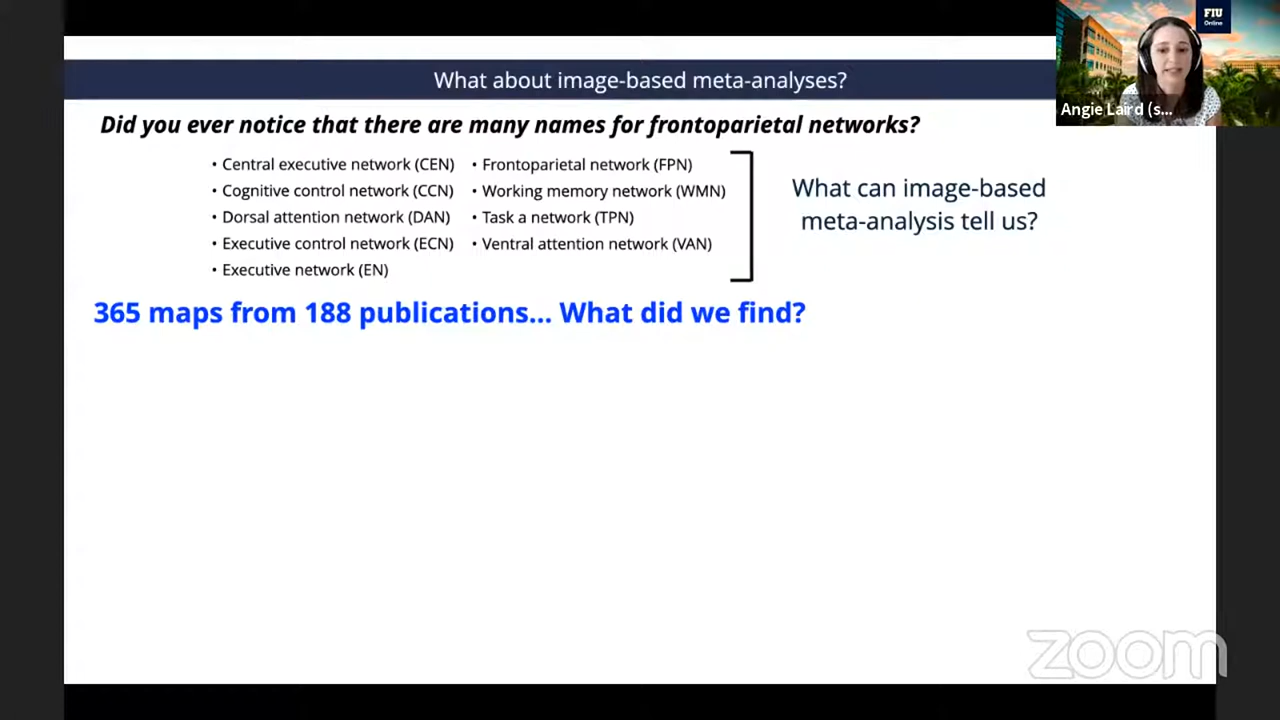 What about image-based meta-analyses?
FIU
Online
Angie Laird (s...
Did you ever notice that there are many names for frontoparietal networks?
• Central executive network (CEN)
• Cognitive control network (CCN)
• Dorsal attention network (DAN)
• Executive control network (ECN)
• Executive network (EN)
• Frontoparietal network (FPN)
• Working memory network (WMN)
• Task a network (TPN)
• Ventral attention network (VAN)
What can image-based
meta-analysis tell us?
365 maps from 188 publications... What did we find?
zoom